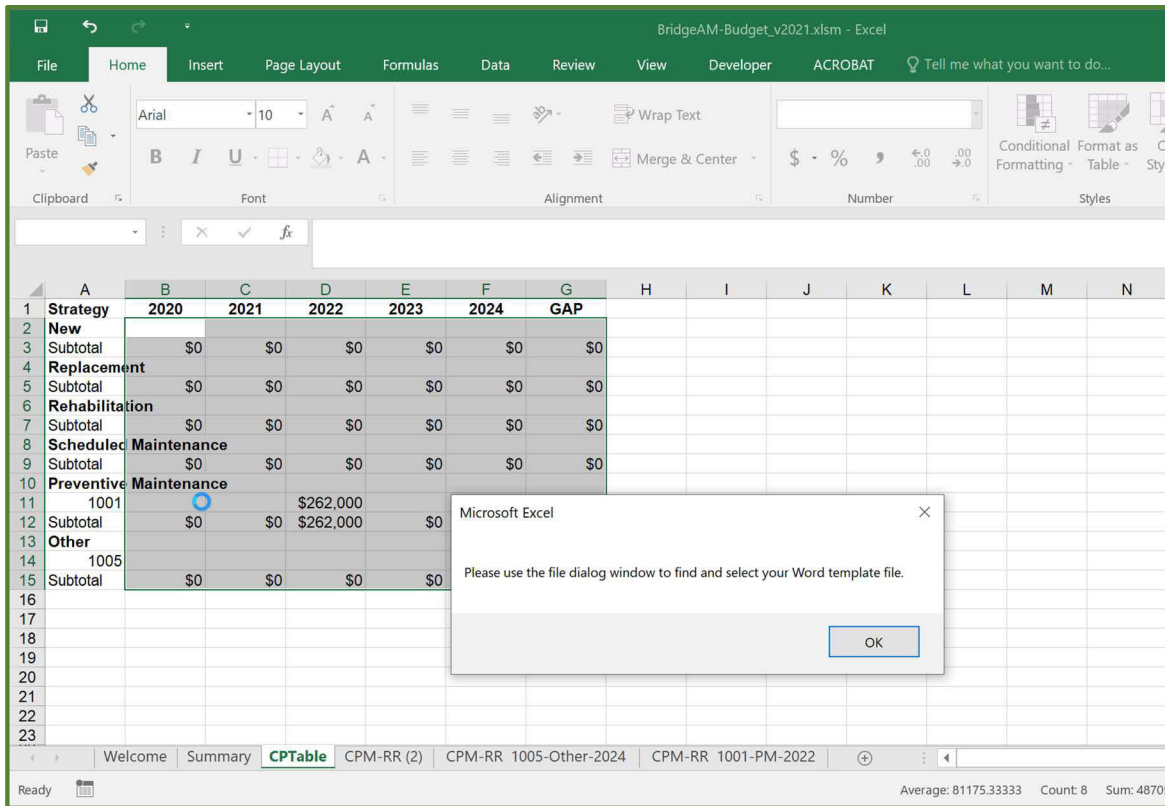 BridgeAM-Budget_v2021.xlsm - Excel
File Home Insert Page Layout Formulas Data Review View Developer ACROBAT Tell me what you want to do...
Arial 10 A A Wrap Text
Paste B I U A Merge & Center $ % , .0 .00 .00 .0 Conditional Formatting Format as Table
Clipboard Font Alignment Number Styles
fx
A B C D E F G H I J K L M N
1 Strategy 2020 2021 2022 2023 2024 GAP
2 New
3 Subtotal $0 $0 $0 $0 $0 $0
4 Replacement
5 Subtotal $0 $0 $0 $0 $0 $0
6 Rehabilitation
7 Subtotal $0 $0 $0 $0 $0 $0
8 Scheduled Maintenance
9 Subtotal $0 $0 $0 $0 $0 $0
10 Preventive Maintenance
11 1001 $262,000
12 Subtotal $0 $0 $262,000 $0
13 Other
14 1005
15 Subtotal $0 $0 $0 $0
16
17
18
19
20
21
22
23
Microsoft Excel
Please use the file dialog window to find and select your Word template file.
OK
Welcome Summary CPTable CPM-RR (2) CPM-RR 1005-Other-2024 CPM-RR 1001-PM-2022
Ready Average: 81175.33333 Count: 8 Sum: